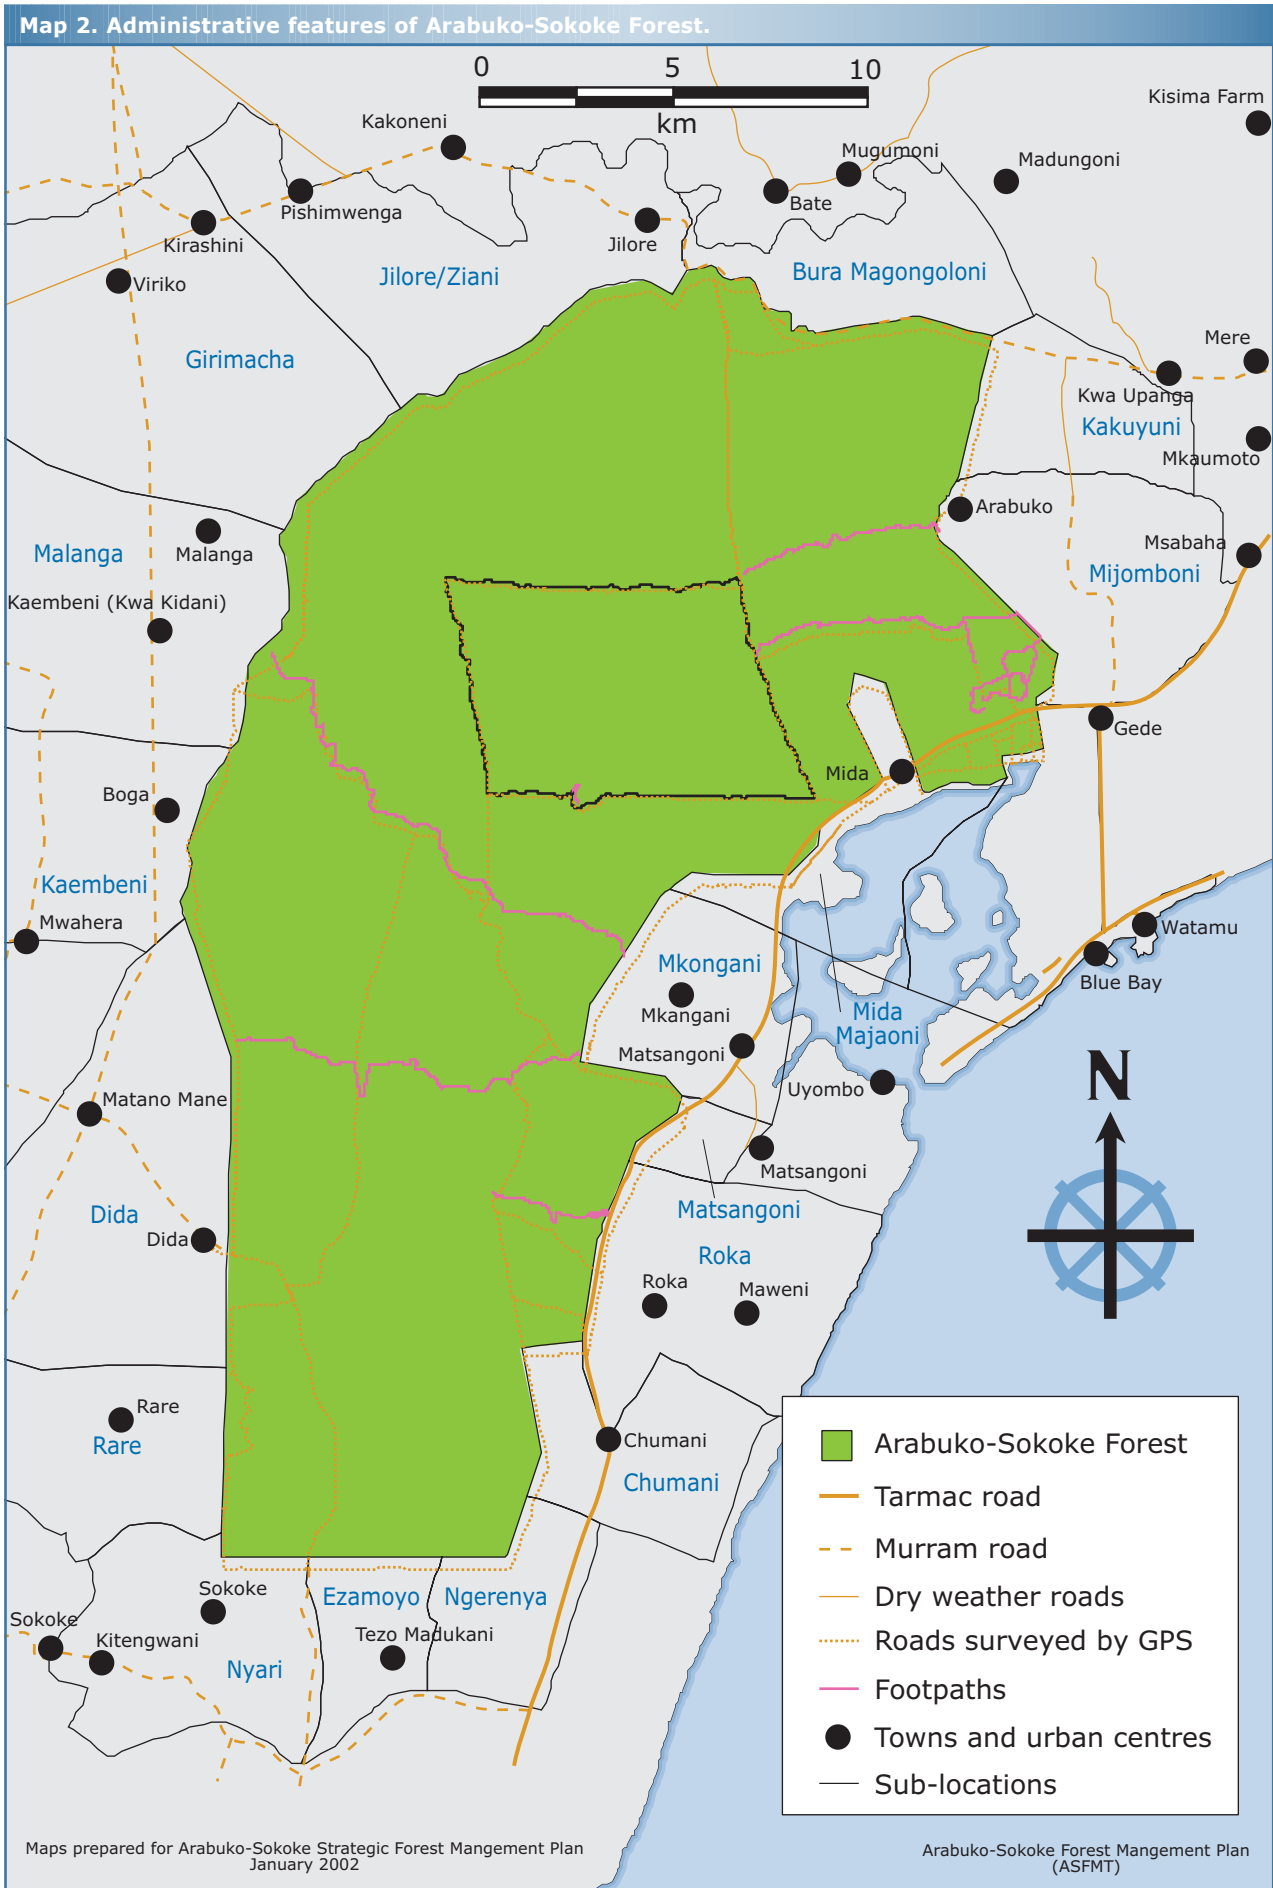 Map 2. Administrative features of Arabuko-Sokoke Forest.
0 5 10
km
Kisima Farm
Kakoneni
Mugumoni
Madungoni
Pishimwenga
Bate
Kirashini
Jilore
Viriko
Jilore/Ziani
Bura Magongoloni
Girimacha
Mere
Kwa Upanga
Kakuyuni
Mkaumoto
Arabuko
Malanga
Malanga
Msabaha
Mijomboni
Kaembeni (Kwa Kidani)
Gede
Mida
Boga
Kaembeni
Mwahera
Watamu
Mkongani
Blue Bay
Mkangani
Mida
Majaoni
Matsangoni
N
Uyombo
Matano Mane
Matsangoni
Dida
Matsangoni
Dida
Roka
Roka
Maweni
Rare
Rare
Chumani
Chumani
Arabuko-Sokoke Forest
Tarmac road
Murram road
Dry weather roads
Roads surveyed by GPS
Footpaths
Towns and urban centres
Sub-locations
Sokoke
Ezamoyo
Ngerenya
Sokoke
Kitengwani
Tezo Madukani
Nyari
Maps prepared for Arabuko-Sokoke Strategic Forest Mangement Plan
January 2002
Arabuko-Sokoke Forest Mangement Plan
(ASFMT)